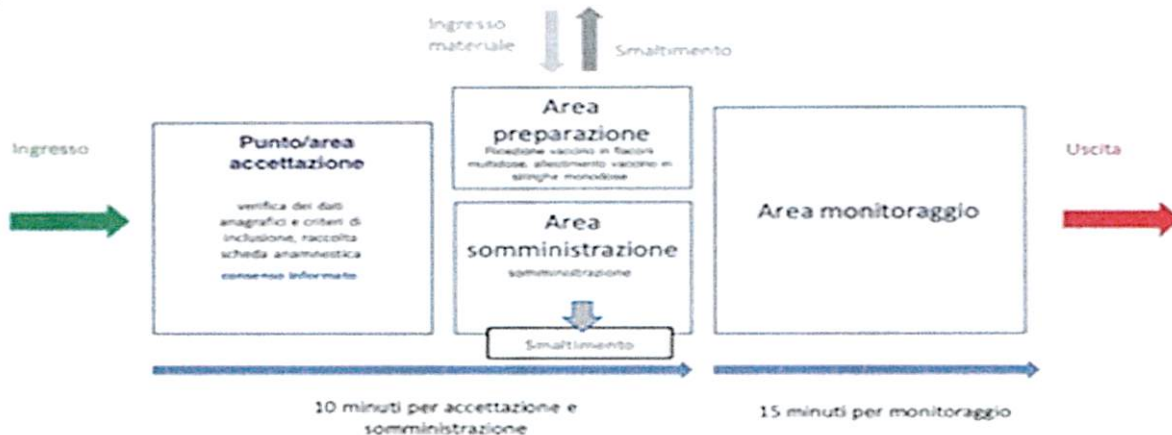 Ingresso
materiale
Smaltimento
Ingresso
Punto/area
accettazione
verifica dei dati
anagrafici e criteri di
inclusione, raccolta
scheda anamnestica
consenso informato
Area
preparazione
Ricezione vaccino in flaconi
multidose, allestimento vaccino in
siringhe monodose
Area
somministrazione
somministrazione
Smaltimento
Area monitoraggio
Uscita
10 minuti per accettazione e
somministrazione
15 minuti per monitoraggio